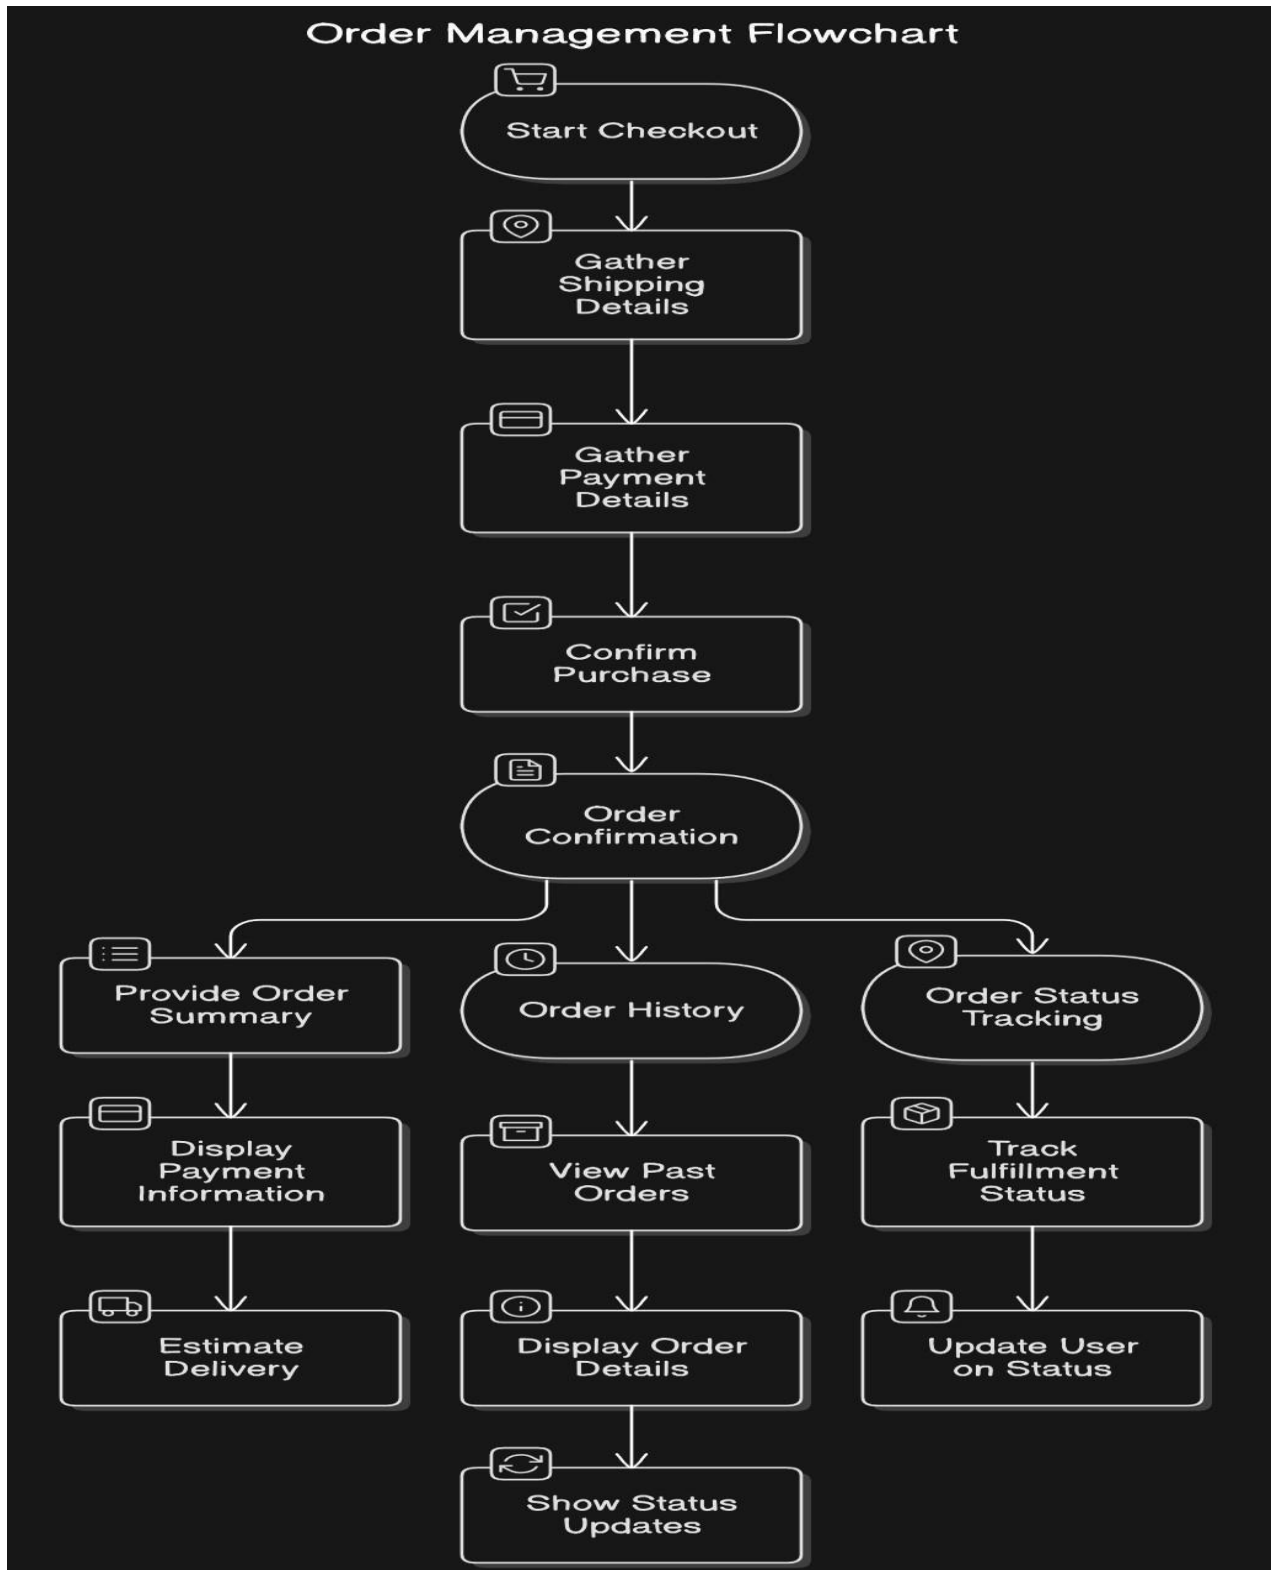 Order Management Flowchart
Start Checkout
Gather
Shipping
Details
Gather
Payment
Details
Confirm
Purchase
Order
Confirmation
Provide Order
Summary
Order History
Order Status
Tracking
Display
Payment
Information
View Past
Orders
Track
Fulfillment
Status
Estimate
Delivery
Display Order
Details
Update User
on Status
Show Status
Updates